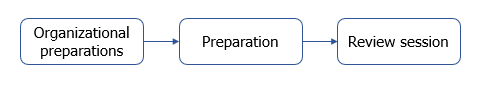 Organizational
preparations
Preparation
Review session